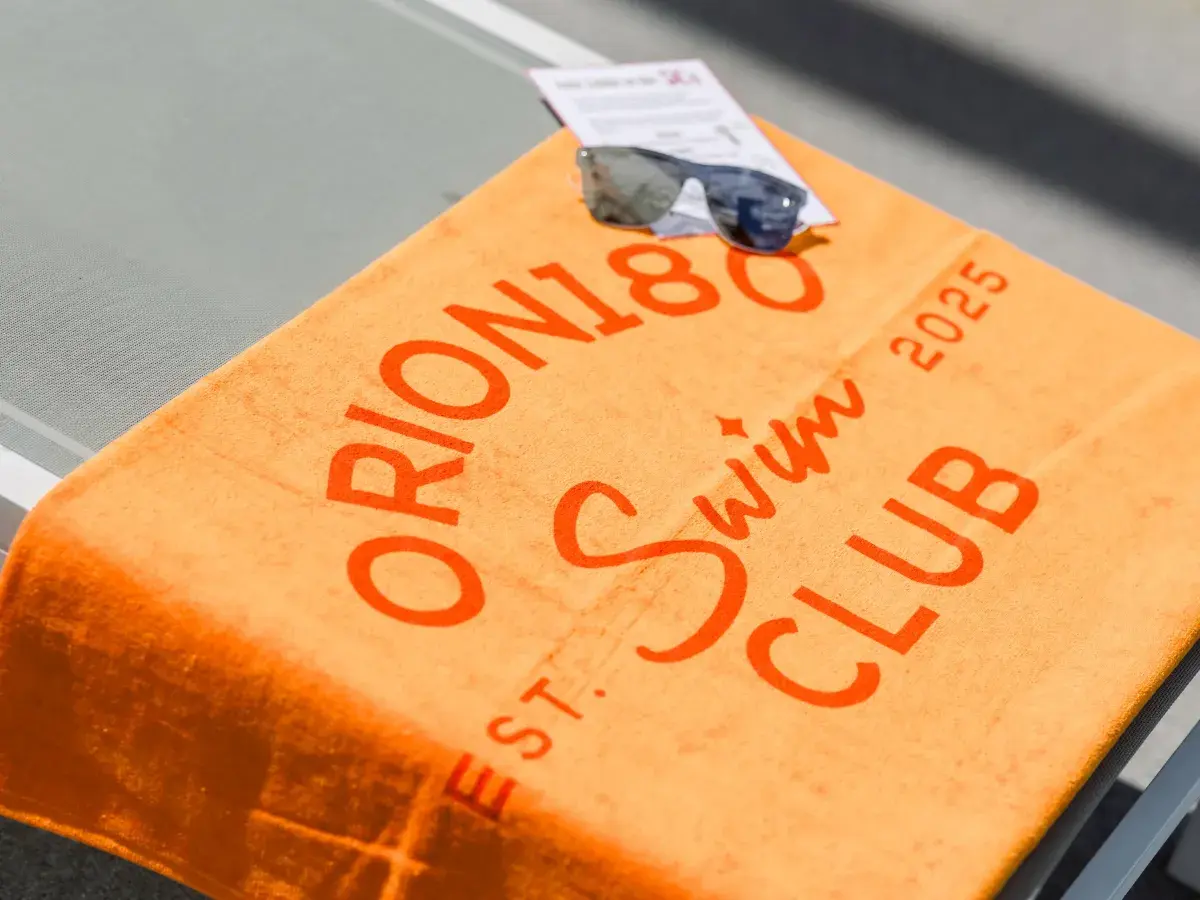 ORION180
Swim
EST. 2025
CLUB